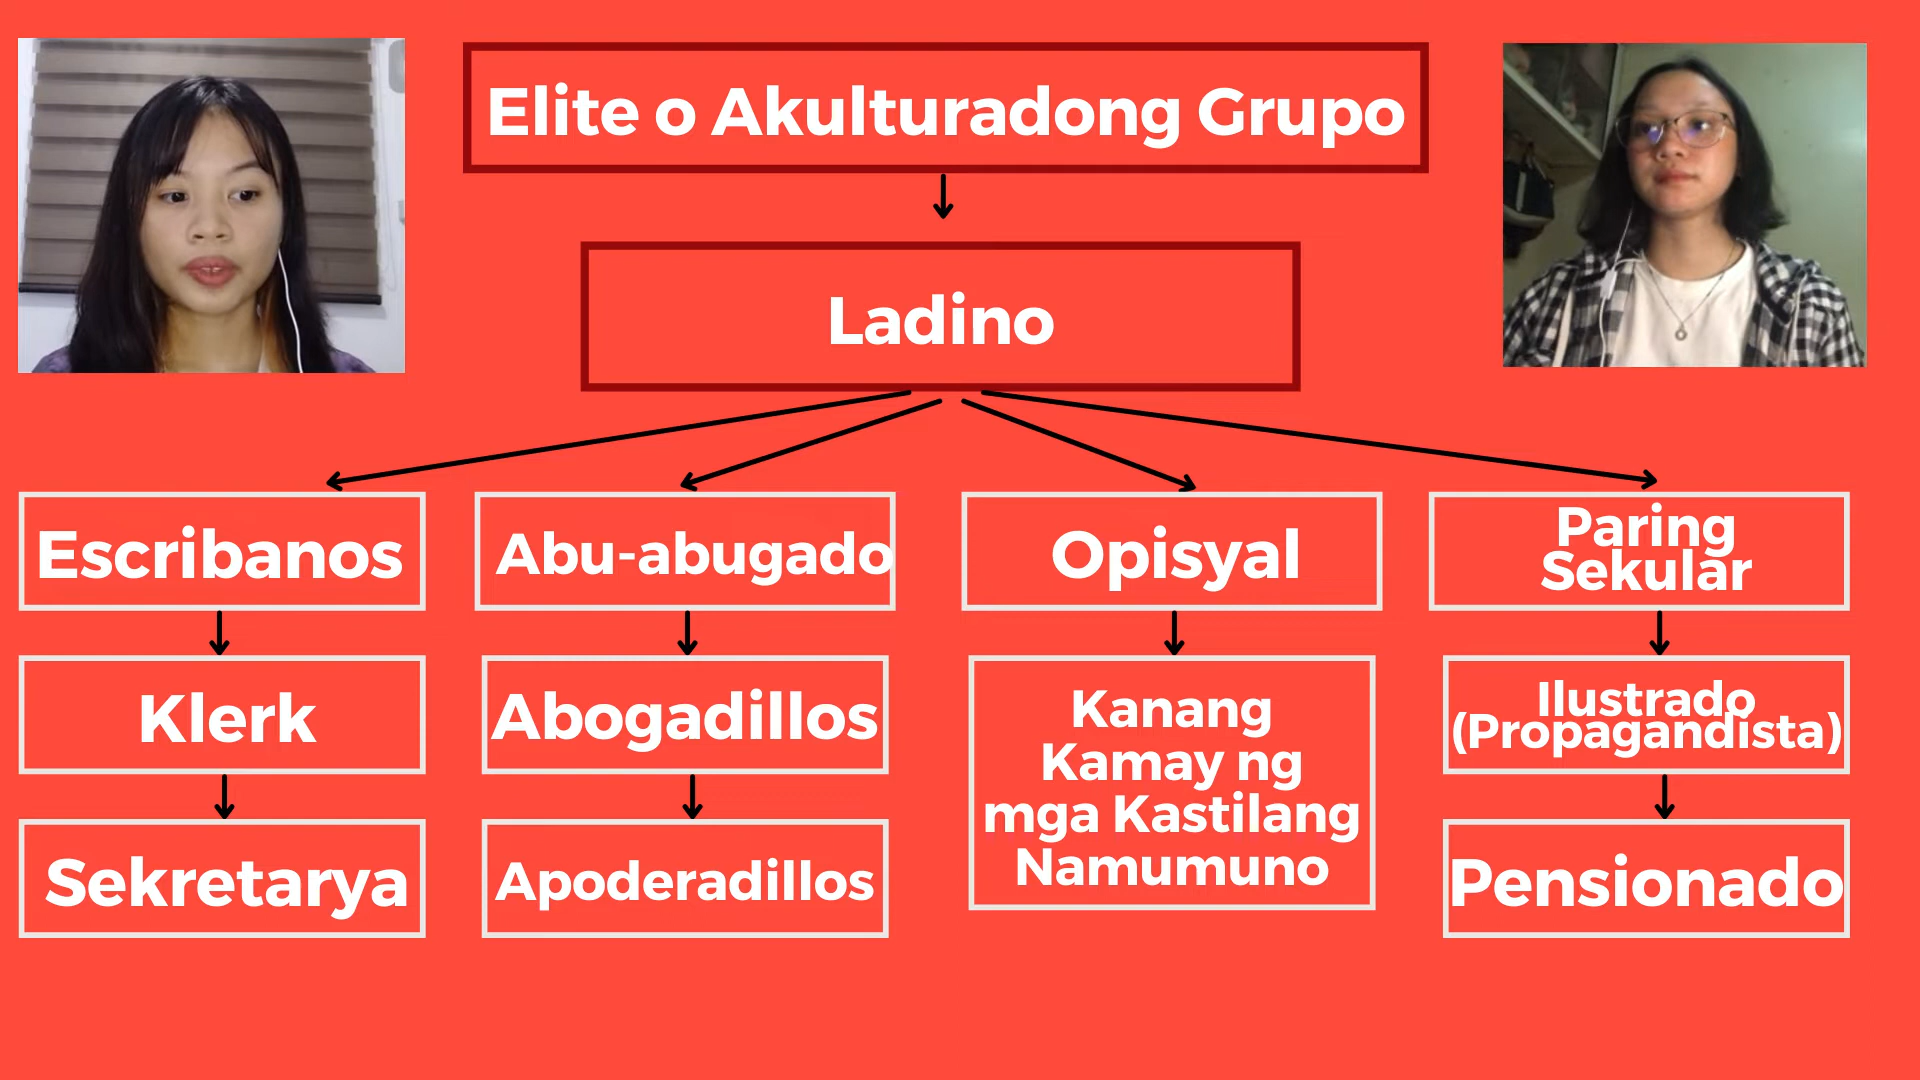 Elite o Akulturadong Grupo
Ladino
Escribanos
Abu-abugado
Opisyal
Paring
Sekular
Klerk
Abogadillos
Kanang
Kamay ng
mga Kastilang
Namumuno
Ilustrado
(Propagandista)
Sekretarya
Apoderadillos
Pensionado